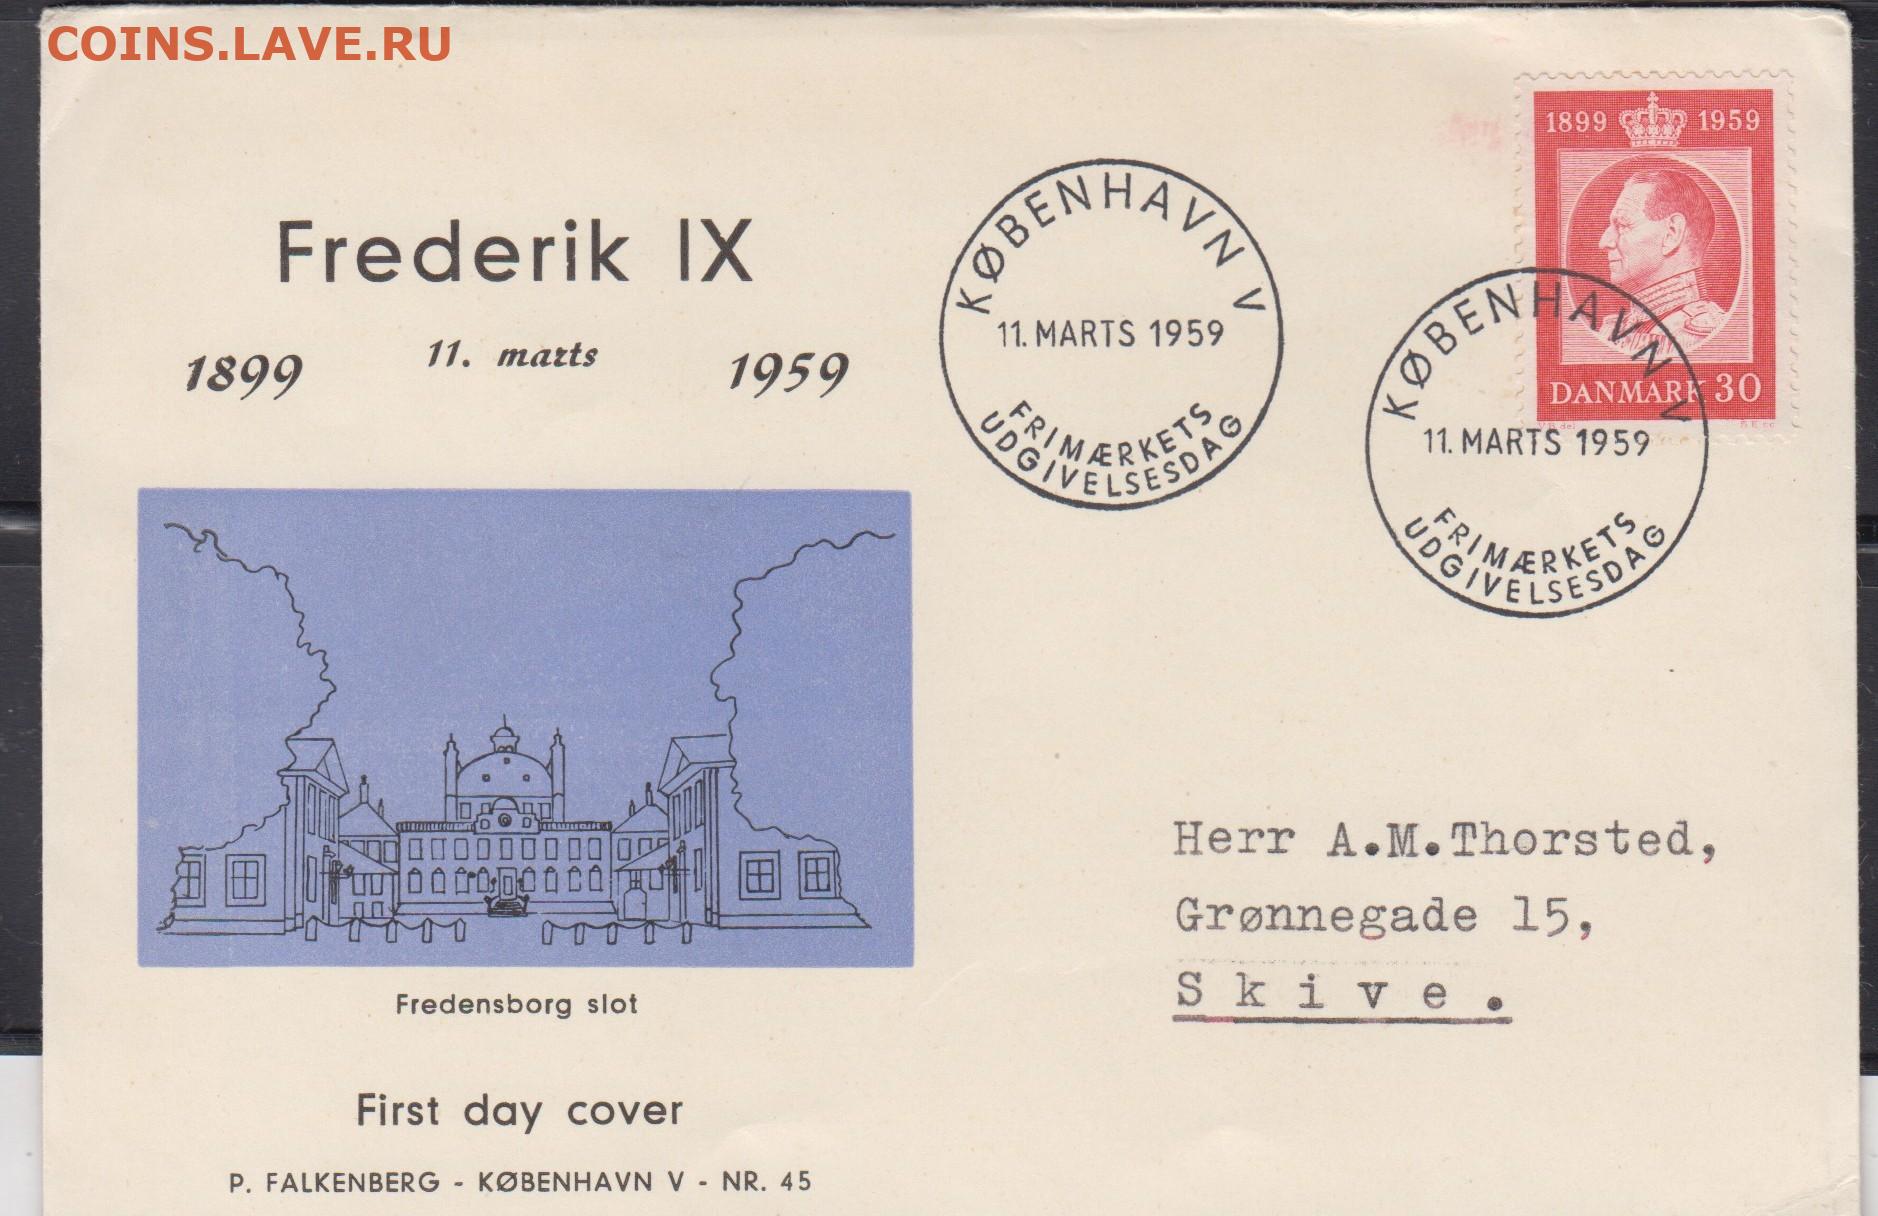 COINS.LAVE.RU
1899 1959
DANMARK 30
Frederik IX
1899 11. marts 1959
KØBENHAVN V
11. MARTS 1959
FRIMÆRKETS
UDGIVELSESDAG
KØBENHAVN V
11. MARTS 1959
FRIMÆRKETS
UDGIVELSESDAG
Herr A.M.Thorsted,
Grønnegade 15,
Skive.
Fredensborg slot
First day cover
P. FALKENBERG - KØBENHAVN V - NR. 45